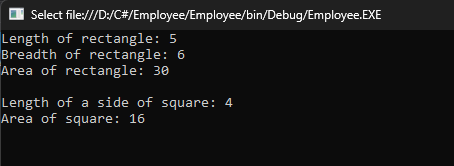 Select file:///D:/C#/Employee/Employee/bin/Debug/Employee.EXE
Length of rectangle: 5
Breadth of rectangle: 6
Area of rectangle: 30
Length of a side of square: 4
Area of square: 16